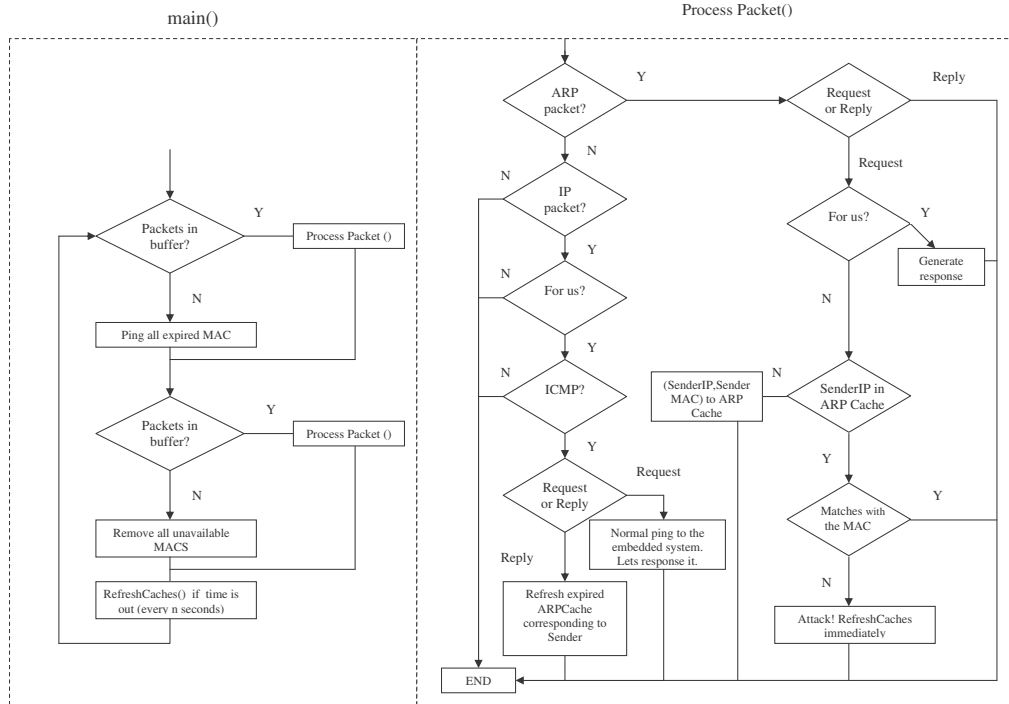 main()
Packets in
buffer?
Y
Process Packet ()
N
Ping all expired MAC
Packets in
buffer?
Y
Process Packet ()
N
Remove all unavailable
MACS
RefreshCaches() if time is
out (every n seconds)
Process Packet()
ARP
packet?
Y
N
IP
packet?
N
Y
For us?
N
Y
ICMP?
N
Y
Request
or Reply
Request
Normal ping to the
embedded system.
Lets response it.
Reply
Refresh expired
ARPCache
corresponding to
Sender
END
Request
or Reply
Reply
Request
For us?
Y
Generate
response
N
SenderIP in
ARP Cache
N
(SenderIP,Sender
MAC) to ARP
Cache
Y
Matches with
the MAC
Y
N
Attack! RefreshCaches
immediately